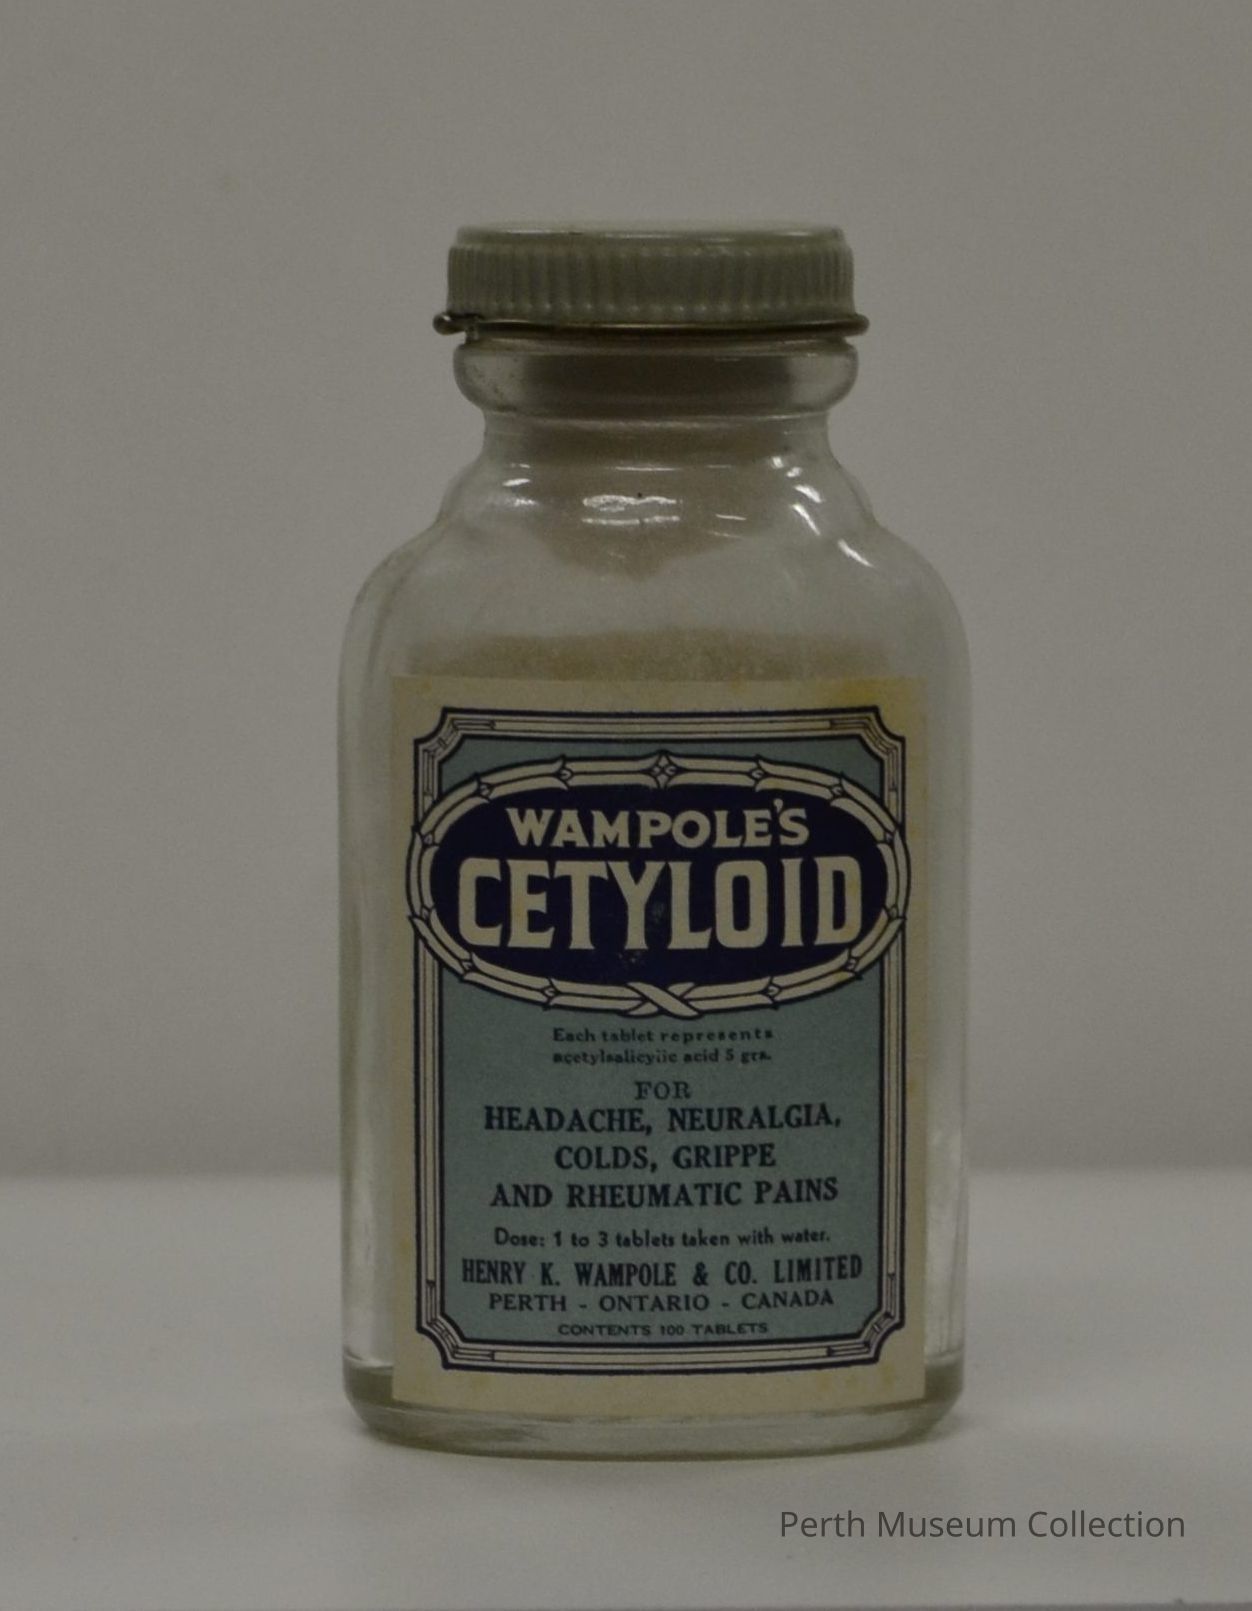 WAMPOLE'S
CETYLOID
Each tablet represents
acetylsalicylic acid 5 grs.
FOR
HEADACHE, NEURALGIA,
COLDS, GRIPPE
AND RHEUMATIC PAINS
Dose: 1 to 3 tablets taken with water.
HENRY K. WAMPOLE & CO. LIMITED
PERTH - ONTARIO - CANADA
CONTENTS 100 TABLETS
Perth Museum Collection